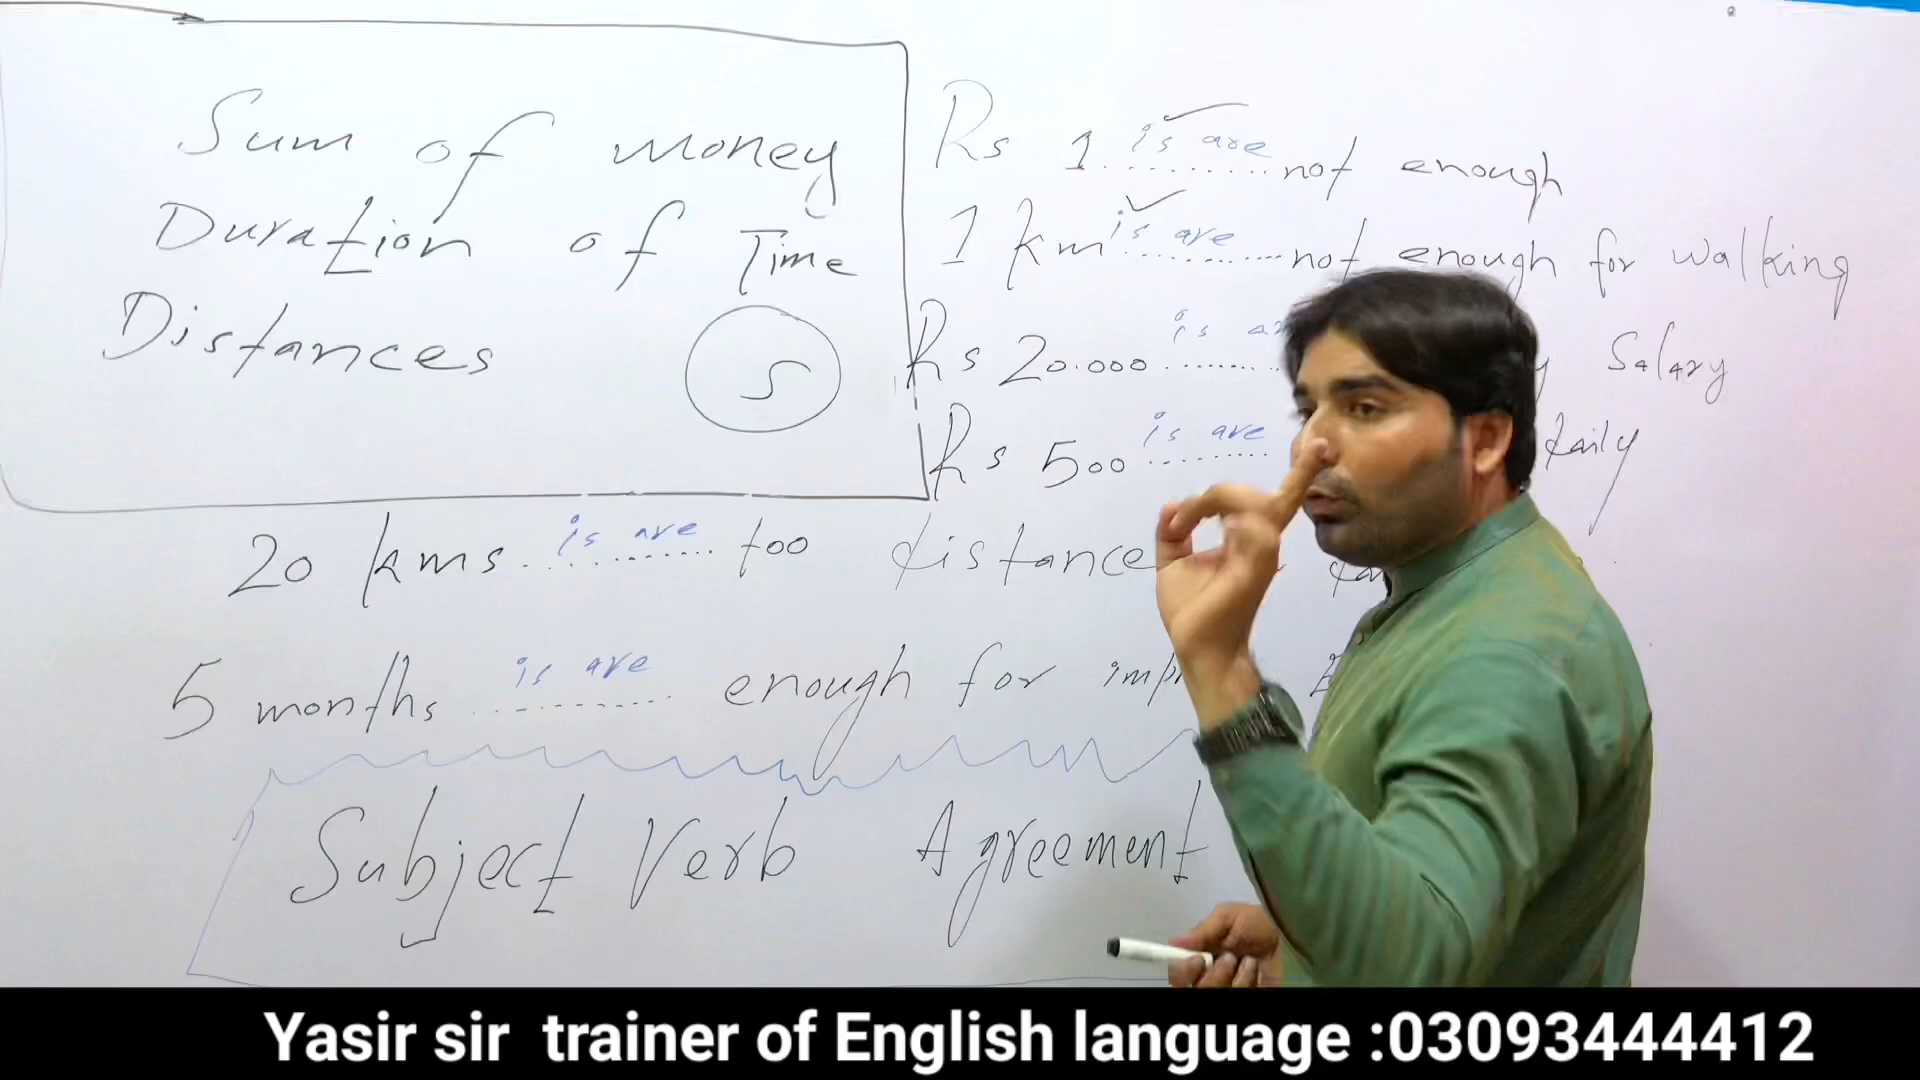 Sum of money
Duration of Time
Distances
S
Rs 1 ......... is are not enough
1 km ......... is are not enough for walking
Rs 20.000 ....... is Salary
Rs 500 ....... is are daily
20 kms ......... is are too distance
5 months ......... is are enough for
Subject Verb Agreement
Yasir sir trainer of English language :03093444412